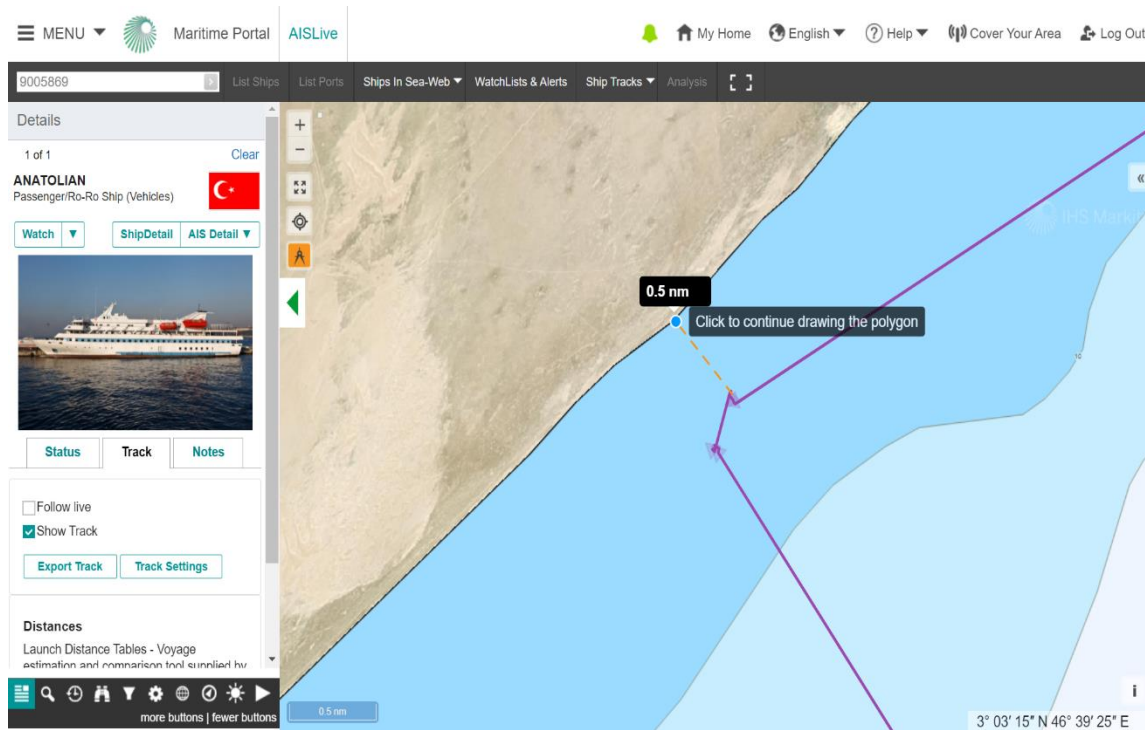 MENU Maritime Portal AISLive My Home English Help Cover Your Area Log Out
9005869 List Ships List Ports Ships In Sea-Web WatchLists & Alerts Ship Tracks Analysis
Details
1 of 1 Clear
ANATOLIAN
Passenger/Ro-Ro Ship (Vehicles)
Watch ShipDetail AIS Detail
Status Track Notes
Follow live
Show Track
Export Track Track Settings
Distances
Launch Distance Tables - Voyage
estimation and comparison tool supplied by
more buttons | fewer buttons
+
−
0.5 nm
Click to continue drawing the polygon
IHS Markit
10
0.5 nm
i
3° 03′ 15″ N 46° 39′ 25″ E